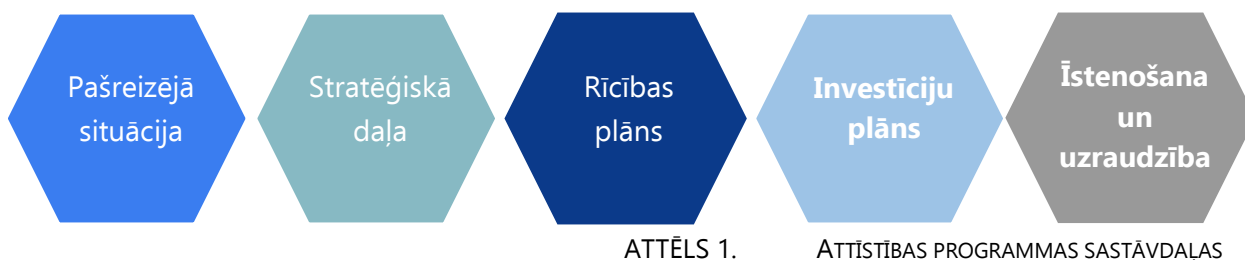 Pašreizējā
situācija
Stratēģiskā
daļa
Rīcības
plāns
Investīciju
plāns
Īstenošana
un
uzraudzība
ATTĒLS 1. ATTĪSTĪBAS PROGRAMMAS SASTĀVDAĻAS